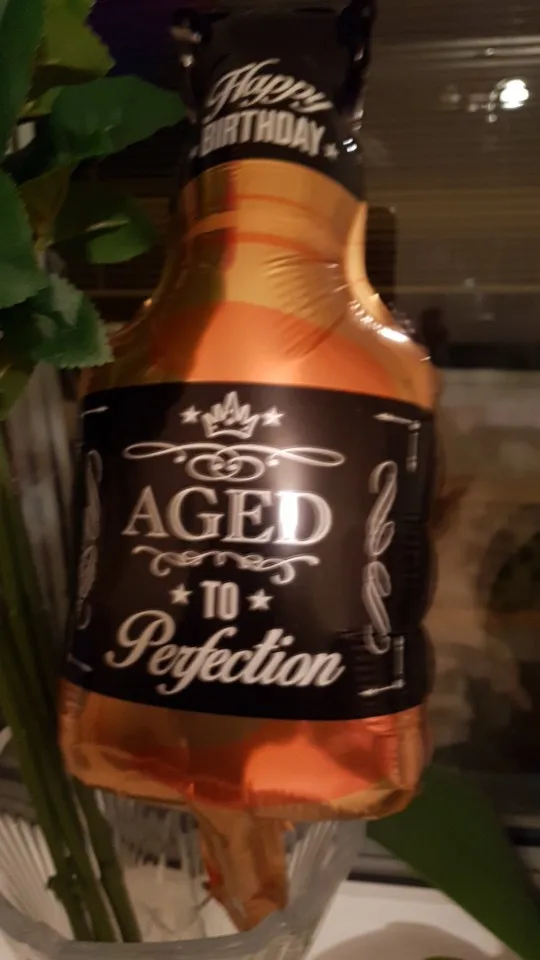 Happy
BIRTHDAY
AGED
TO
Perfection